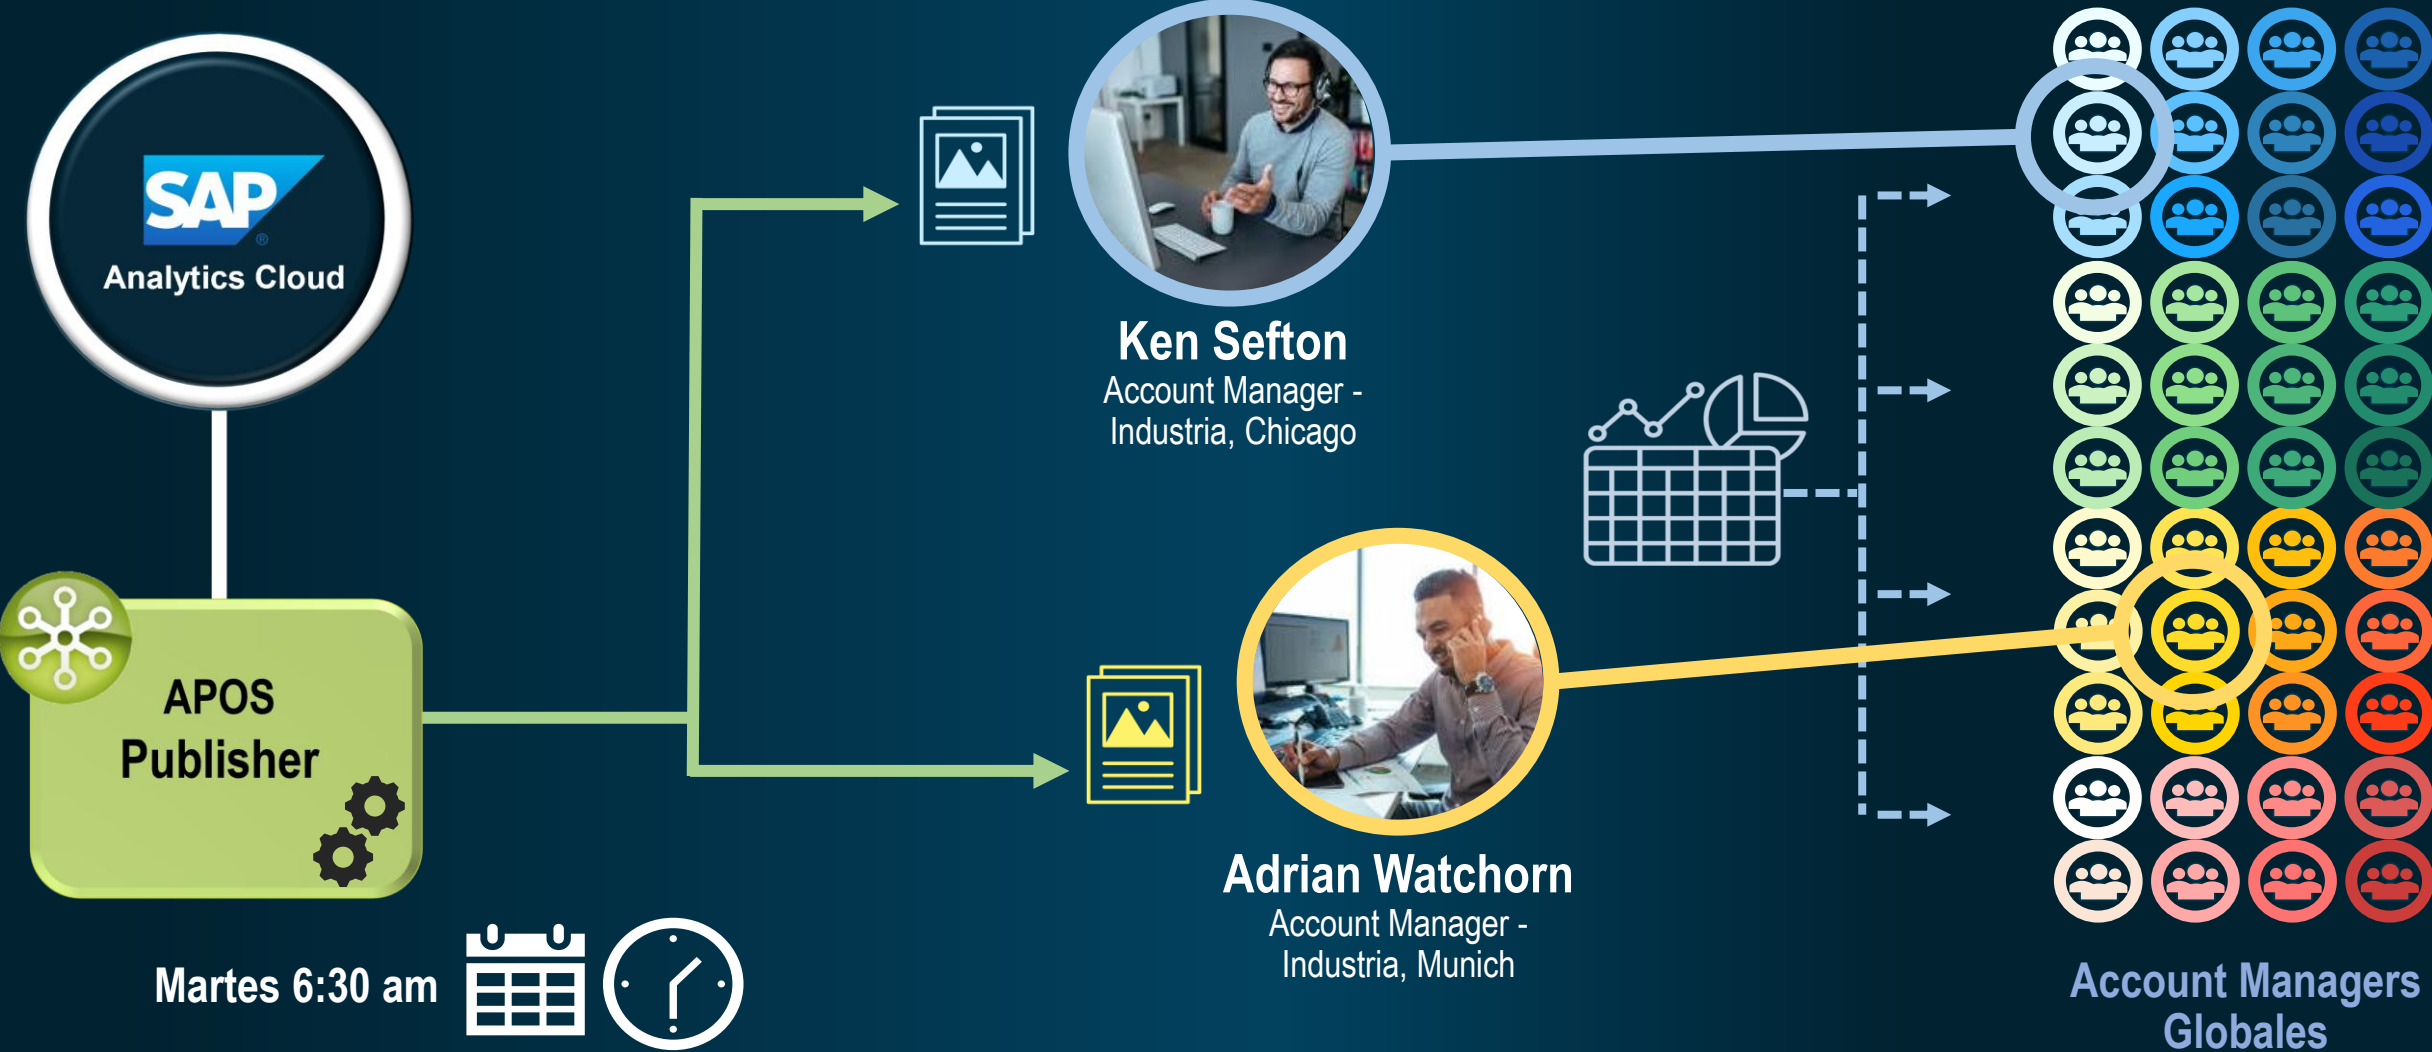 SAP
®
Analytics Cloud
APOS
Publisher
Martes 6:30 am
Ken Sefton
Account Manager -
Industria, Chicago
Adrian Watchorn
Account Manager -
Industria, Munich
Account Managers
Globales